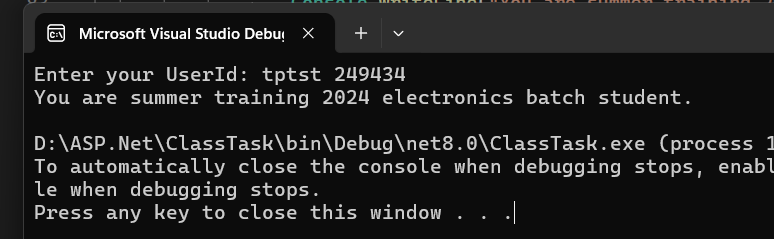 Microsoft Visual Studio Debu
Enter your UserId: tptst 249434
You are summer training 2024 electronics batch student.
D:\ASP.Net\ClassTask\bin\Debug\net8.0\ClassTask.exe (process 1
To automatically close the console when debugging stops, enabl
le when debugging stops.
Press any key to close this window . . .